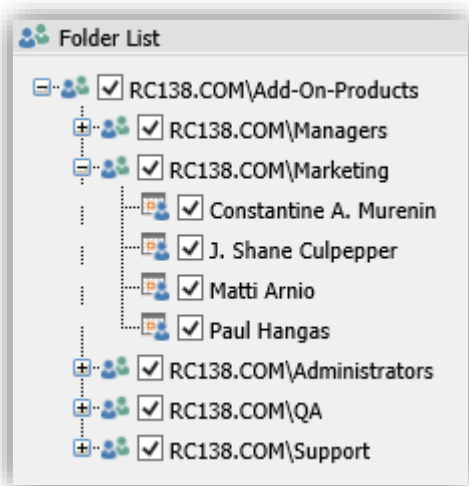 Folder List
RC138.COM\Add-On-Products
RC138.COM\Managers
RC138.COM\Marketing
Constantine A. Murenin
J. Shane Culpepper
Matti Arnio
Paul Hangas
RC138.COM\Administrators
RC138.COM\QA
RC138.COM\Support